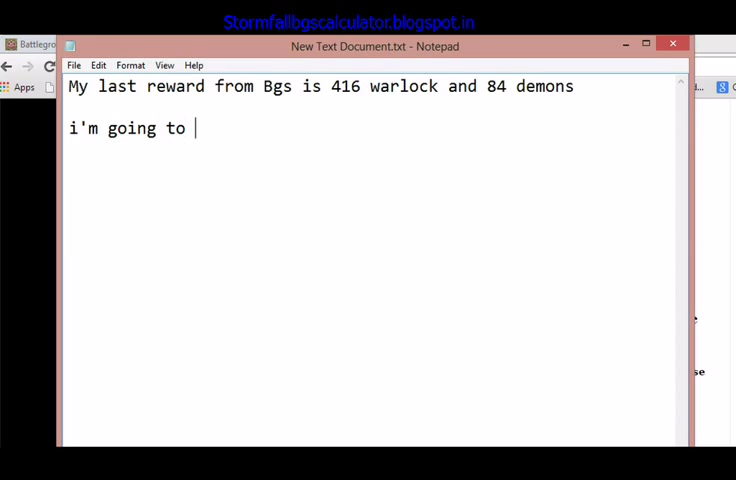 Stormfallbgscalculator.blogspot.in
Battlegro
New Text Document.txt - Notepad
File Edit Format View Help
Apps
My last reward from Bgs is 416 warlock and 84 demons
i'm going to
se